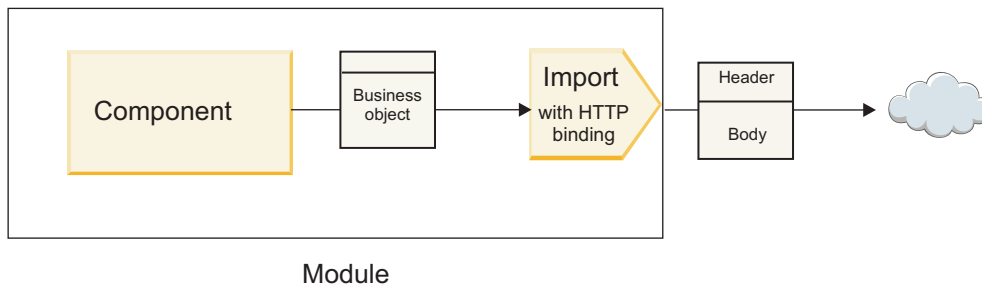 Component
Business
object
Import
with HTTP
binding
Header
Body
Module